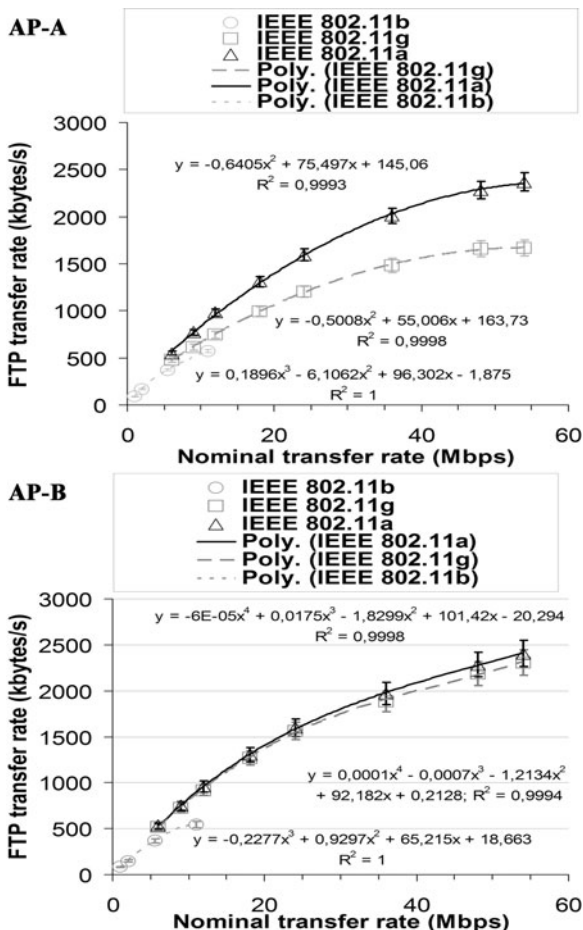 AP-A
IEEE 802.11b
IEEE 802.11g
IEEE 802.11a
Poly. (IEEE 802.11g)
Poly. (IEEE 802.11a)
Poly. (IEEE 802.11b)
FTP transfer rate (kbytes/s)
3000
2500
2000
1500
1000
500
0
y = -0,6405x² + 75,497x + 145,06
R² = 0,9993
y = -0,5008x² + 55,006x + 163,73
R² = 0,9998
y = 0,1896x³ - 6,1062x² + 96,302x - 1,875
R² = 1
0 20 40 60
Nominal transfer rate (Mbps)
AP-B
IEEE 802.11b
IEEE 802.11g
IEEE 802.11a
Poly. (IEEE 802.11a)
Poly. (IEEE 802.11g)
Poly. (IEEE 802.11b)
FTP transfer rate (kbytes/s)
3000
2500
2000
1500
1000
500
0
y = -6E-05x⁴ + 0,0175x³ - 1,8299x² + 101,42x - 20,294
R² = 0,9998
y = 0,0001x⁴ - 0,0007x³ - 1,2134x²
+ 92,182x + 0,2128; R² = 0,9994
y = -0,2277x³ + 0,9297x² + 65,215x + 18,663
R² = 1
0 20 40 60
Nominal transfer rate (Mbps)